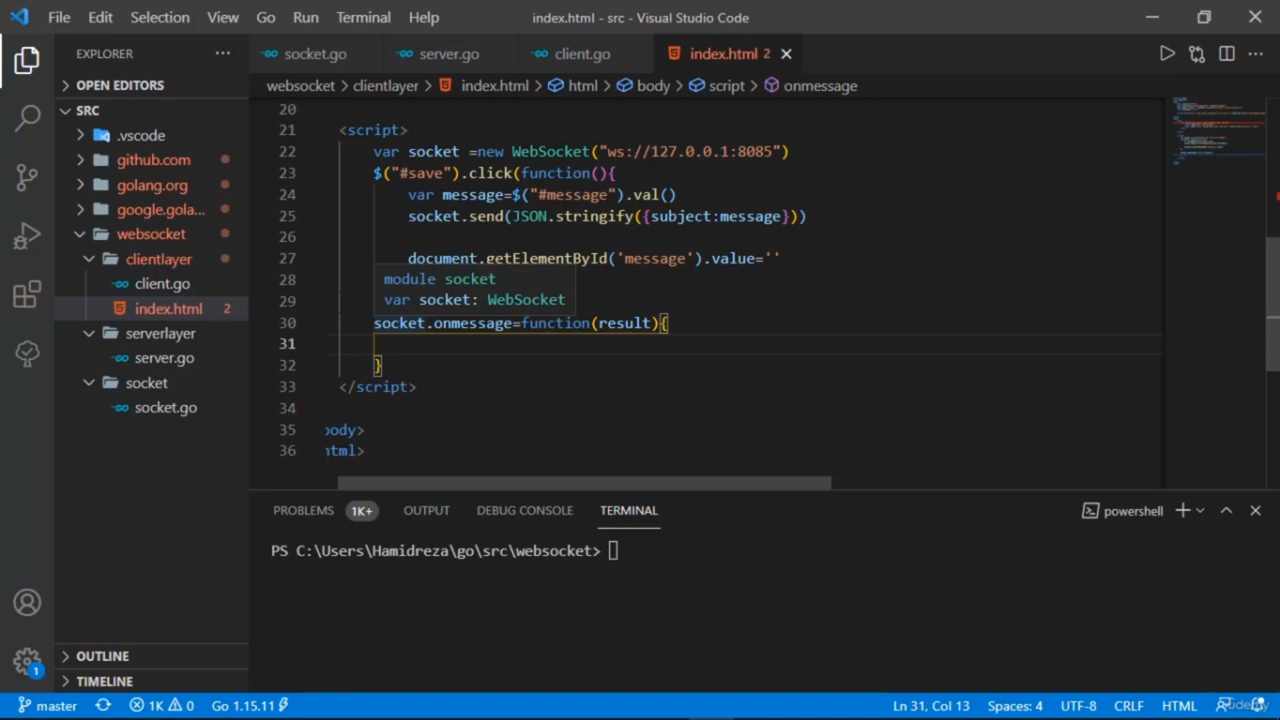 File Edit Selection View Go Run Terminal Help
index.html - src - Visual Studio Code
EXPLORER
socket.go
server.go
client.go
index.html 2
OPEN EDITORS
websocket > clientlayer > index.html > html > body > script > onmessage
SRC
.vscode
github.com
golang.org
google.gola...
websocket
clientlayer
client.go
index.html 2
serverlayer
server.go
socket
socket.go
OUTLINE
TIMELINE
20
21 <script>
22 var socket =new WebSocket("ws://127.0.0.1:8085")
23 $("#save").click(function(){
24 var message=$("#message").val()
25 socket.send(JSON.stringify({subject:message}))
26
27 document.getElementById('message').value=''
28
module socket
29
var socket: WebSocket
30 socket.onmessage=function(result){
31
32 }
33 </script>
34
35 body>
36 html>
PROBLEMS 1K+ OUTPUT DEBUG CONSOLE TERMINAL
powershell
PS C:\Users\Hamidreza\go\src\websocket>
1
master 1K 0 Go 1.15.11
Ln 31, Col 13 Spaces: 4 UTF-8 CRLF HTML